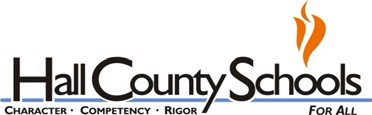 Hall County Schools
Character · Competency · Rigor For All